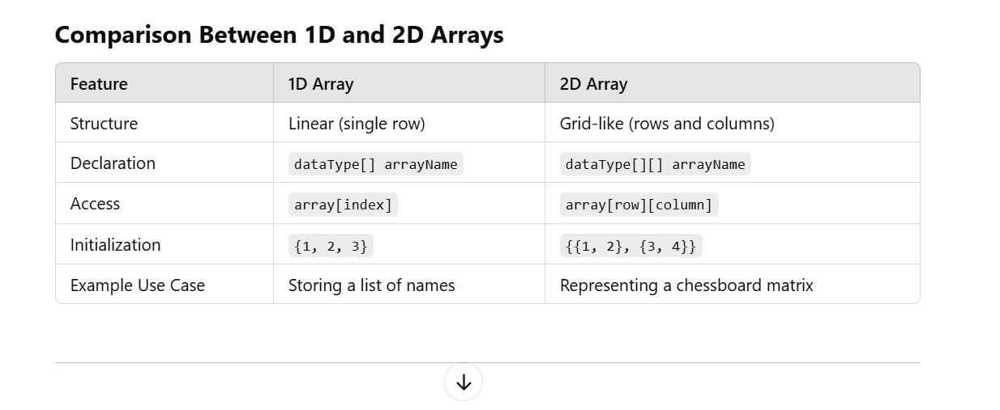 Comparison Between 1D and 2D Arrays
Feature 1D Array 2D Array
Structure Linear (single row) Grid-like (rows and columns)
Declaration dataType[] arrayName dataType[][] arrayName
Access array[index] array[row][column]
Initialization {1, 2, 3} {{1, 2}, {3, 4}}
Example Use Case Storing a list of names Representing a chessboard matrix